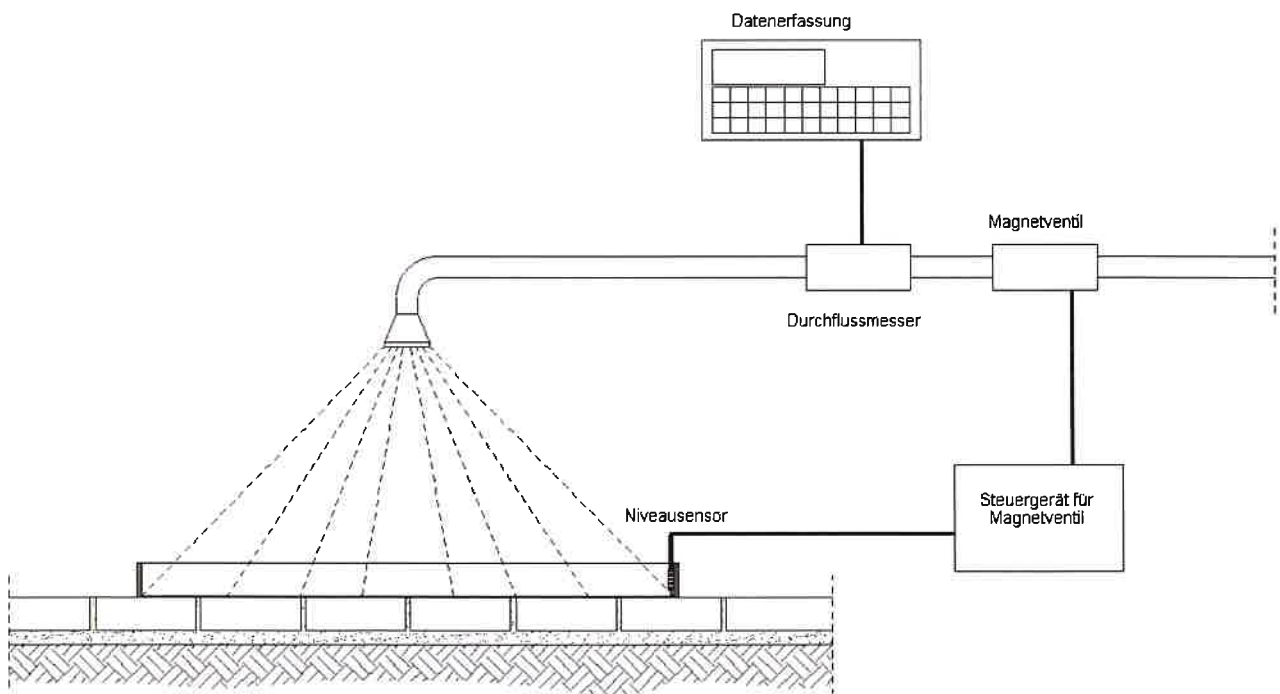 Datenerfassung
Magnetventil
Durchflussmesser
Niveausensor
Steuergerät für
Magnetventil